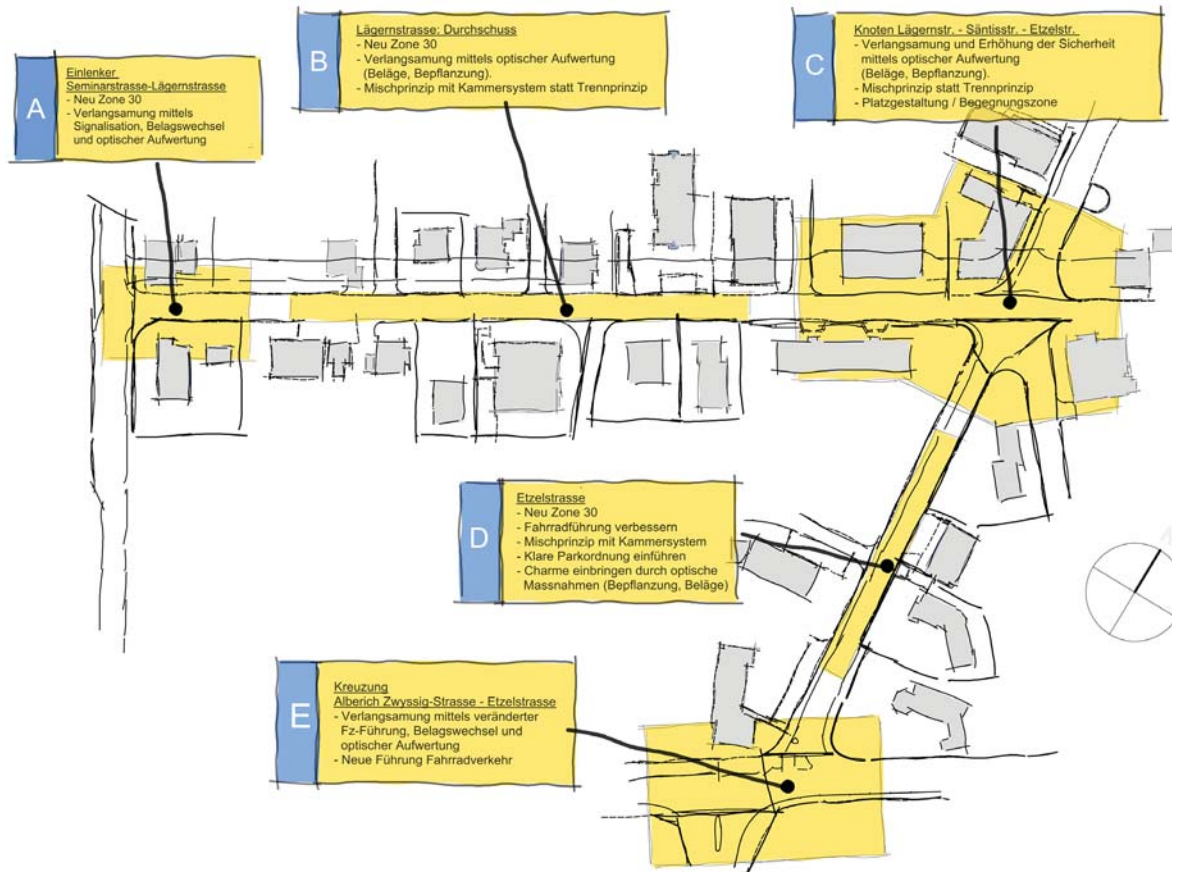 A
Einlenker
Seminarstrasse-Lägernstrasse
- Neu Zone 30
- Verlangsamung mittels
Signalisation, Belagswechsel
und optischer Aufwertung
B
Lägernstrasse: Durchschuss
- Neu Zone 30
- Verlangsamung mittels optischer Aufwertung
(Beläge, Bepflanzung).
- Mischprinzip mit Kammersystem statt Trennprinzip
C
Knoten Lägernstr. - Säntisstr. - Etzelstr.
- Verlangsamung und Erhöhung der Sicherheit
mittels optischer Aufwertung
(Beläge, Bepflanzung).
- Mischprinzip statt Trennprinzip
- Platzgestaltung / Begegnungszone
D
Etzelstrasse
- Neu Zone 30
- Fahrradführung verbessern
- Mischprinzip mit Kammersystem
- Klare Parkordnung einführen
- Charme einbringen durch optische
Massnahmen (Bepflanzung, Beläge)
E
Kreuzung
Alberich Zwyssig-Strasse - Etzelstrasse
- Verlangsamung mittels veränderter
Fz-Führung, Belagswechsel und
optischer Aufwertung
- Neue Führung Fahrradverkehr